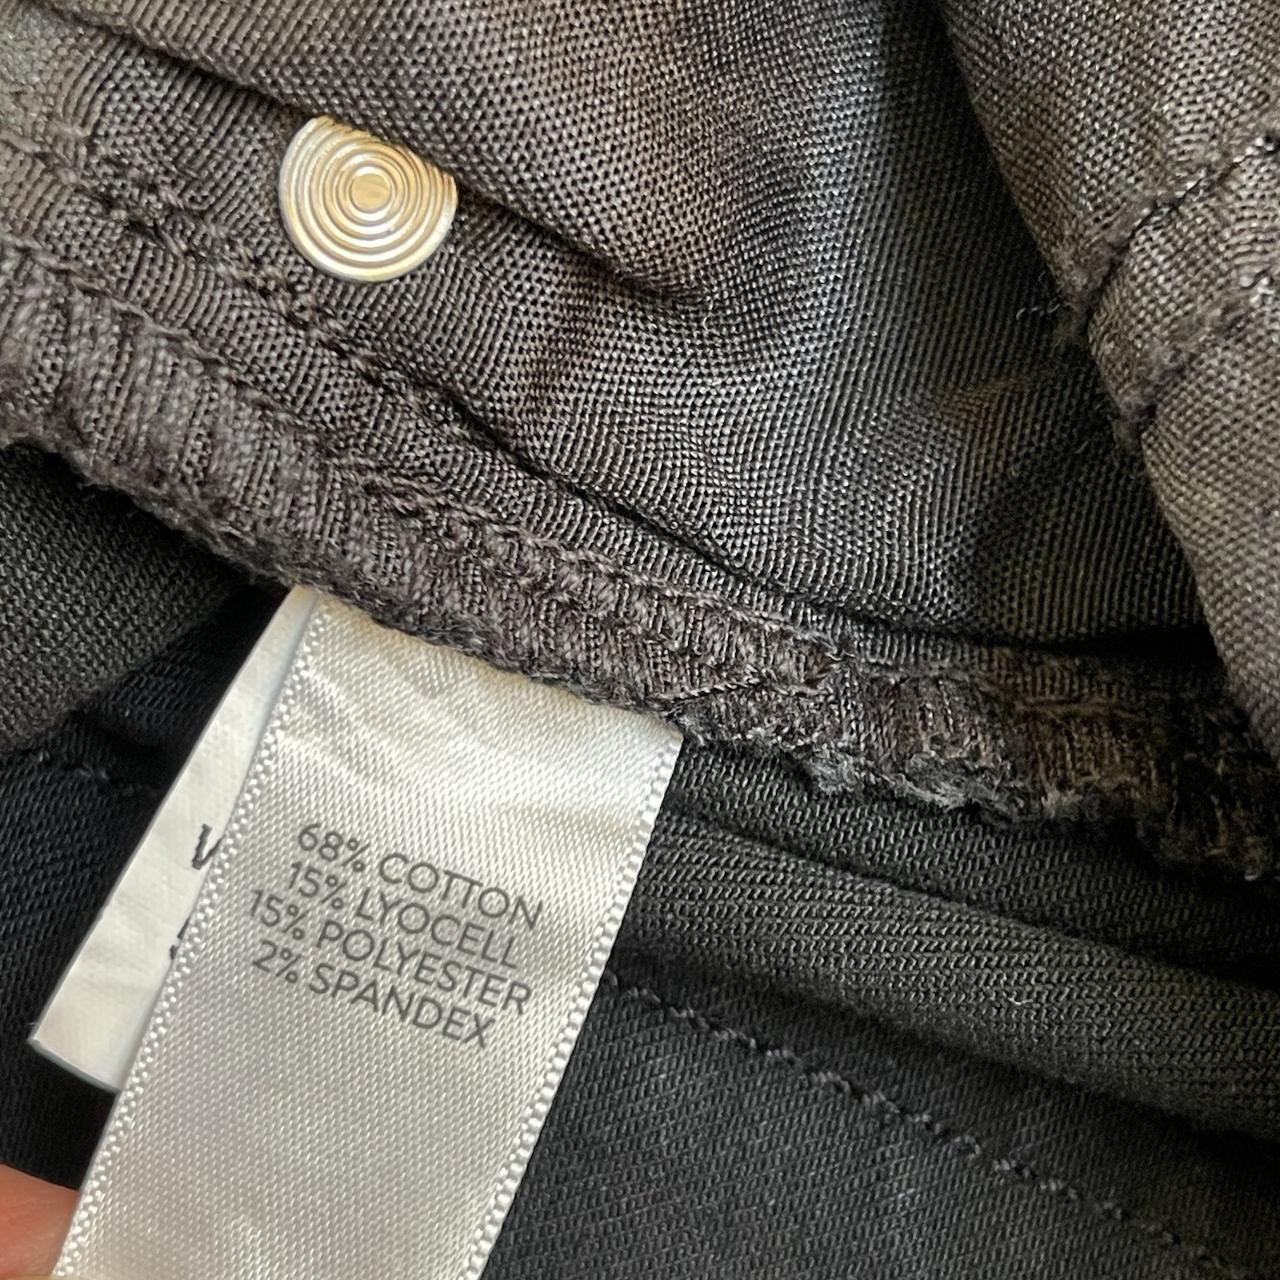 68% COTTON
15% LYOCELL
15% POLYESTER
2% SPANDEX